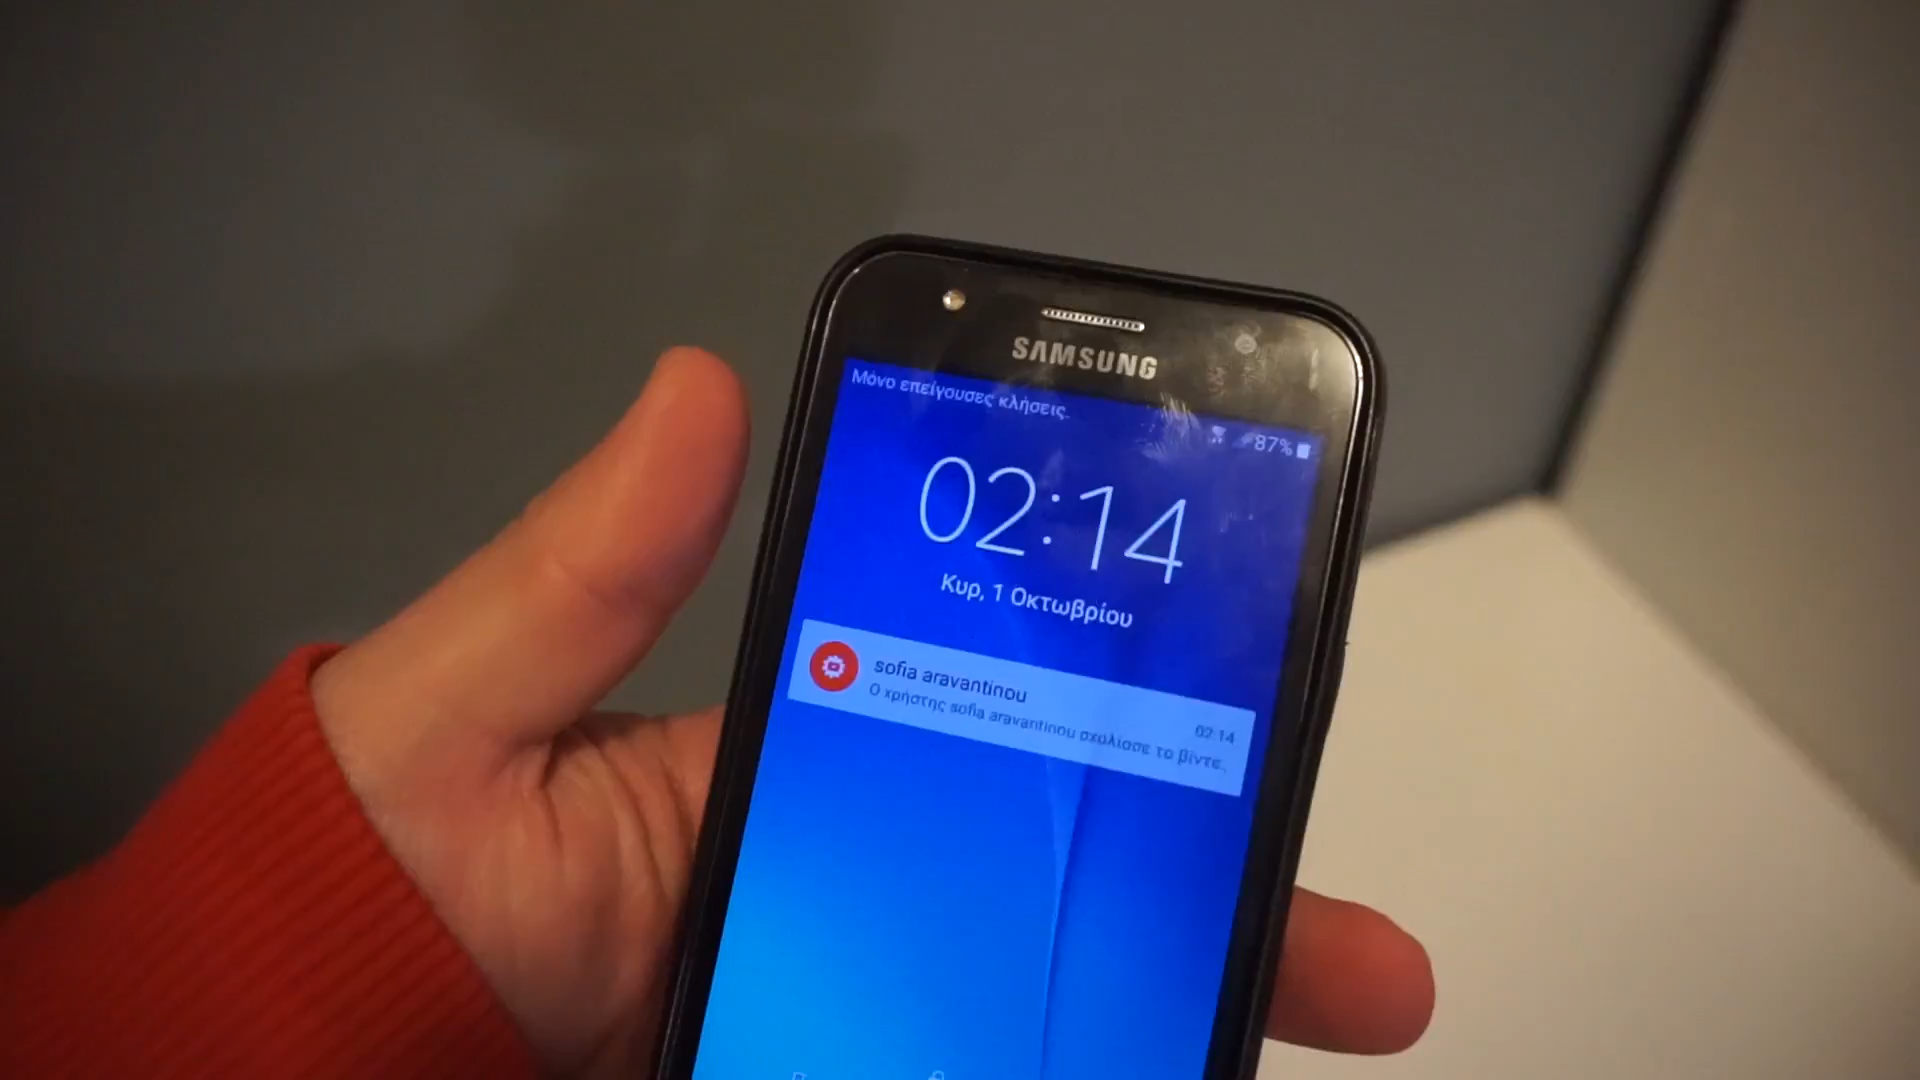 SAMSUNG
Μόνο επείγουσες κλήσεις.
87%
02:14
Κυρ, 1 Οκτωβρίου
sofia aravantinou
Ο χρήστης sofia aravantinou σχολίασε το βίντε..
02:14